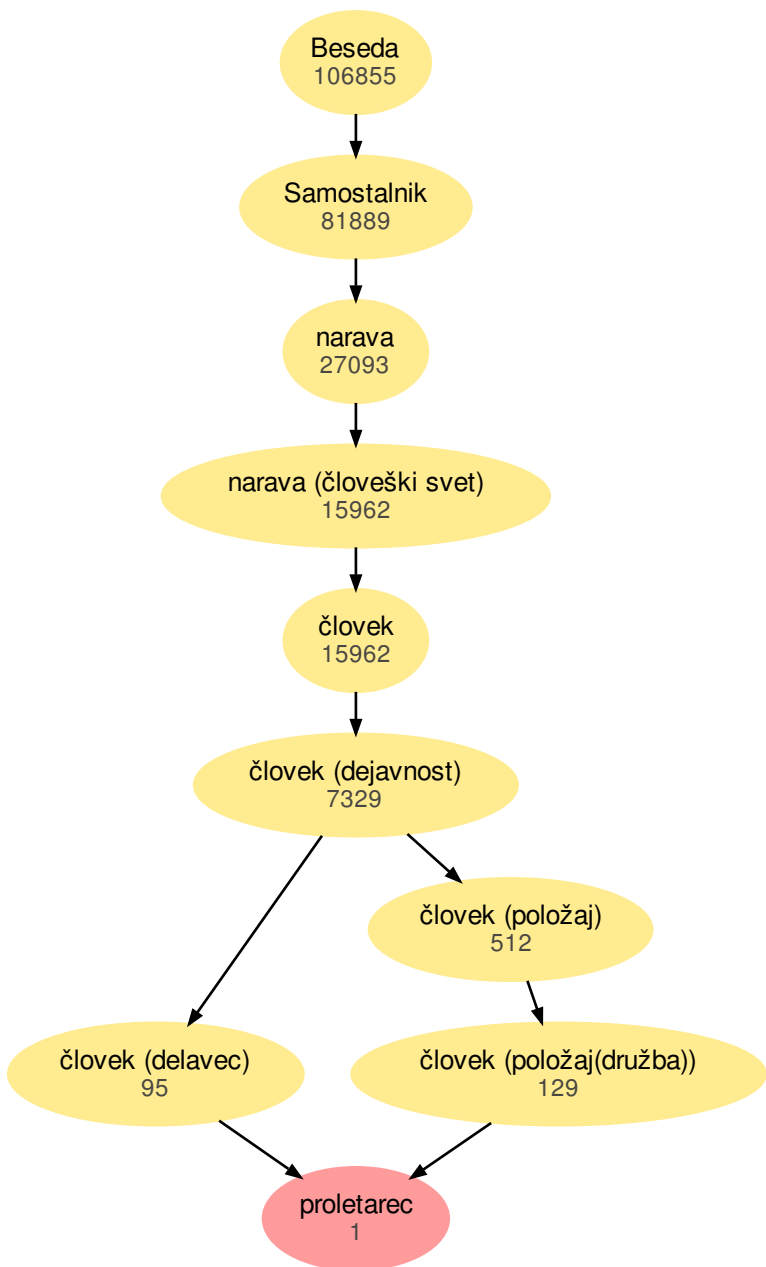 Beseda
106855
Samostalnik
81889
narava
27093
narava (človeški svet)
15962
človek
15962
človek (dejavnost)
7329
človek (položaj)
512
človek (delavec)
95
človek (položaj(družba))
129
proletarec
1